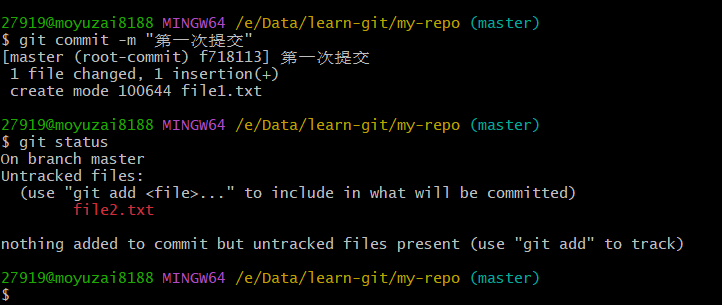 27919@moyuzai8188 MINGW64 /e/Data/learn-git/my-repo (master)
$ git commit -m "第一次提交"
[master (root-commit) f718113] 第一次提交
 1 file changed, 1 insertion(+)
 create mode 100644 file1.txt
27919@moyuzai8188 MINGW64 /e/Data/learn-git/my-repo (master)
$ git status
On branch master
Untracked files:
  (use "git add <file>..." to include in what will be committed)
        file2.txt
nothing added to commit but untracked files present (use "git add" to track)
27919@moyuzai8188 MINGW64 /e/Data/learn-git/my-repo (master)
$